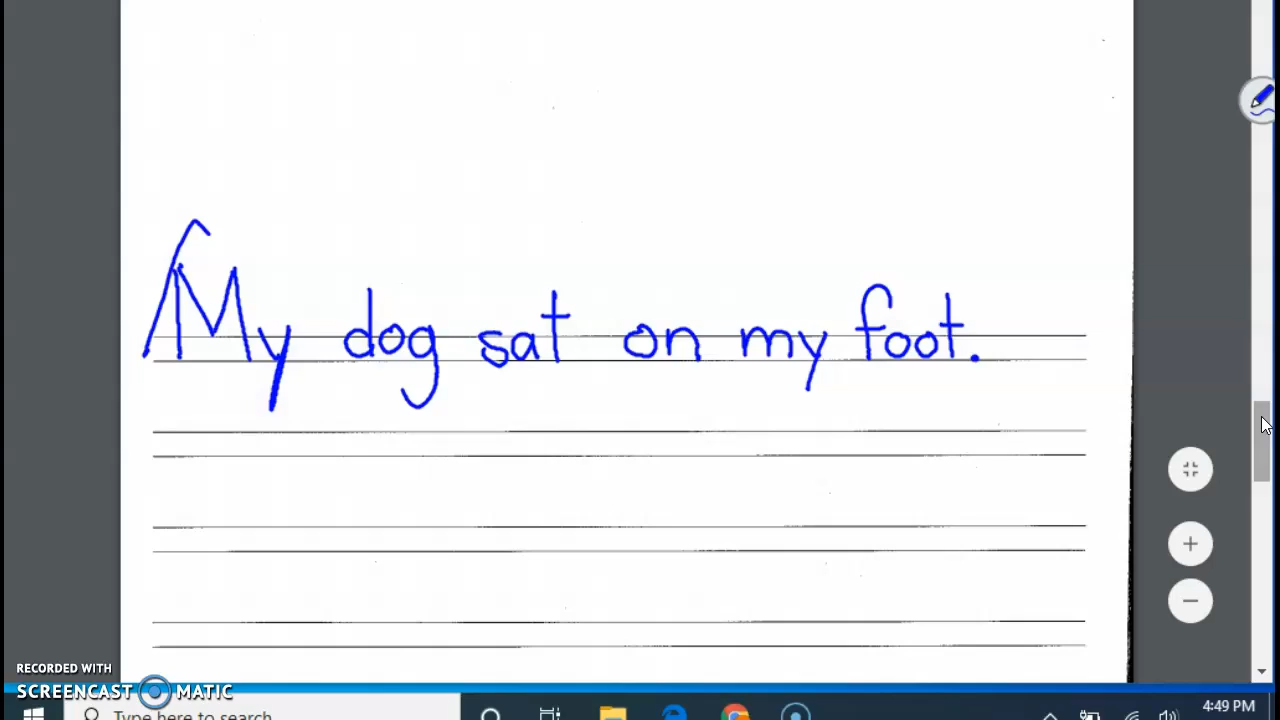 My dog sat on my foot.
RECORDED WITH
SCREENCAST MATIC
Type here to search
4:49 PM